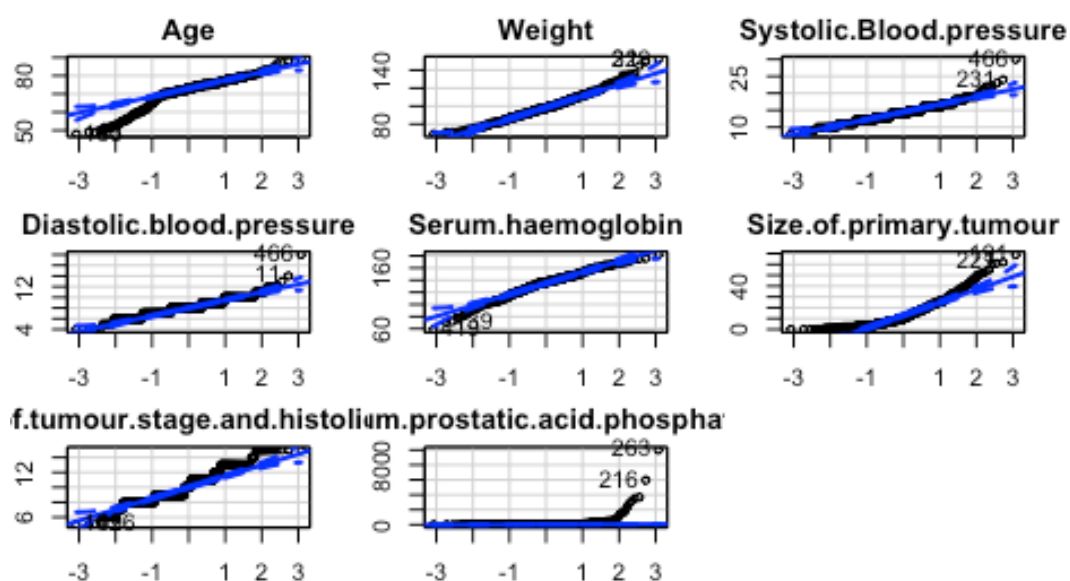 Age Weight Systolic.Blood.pressure
80 140 466
25 231
50 80 10
-3 -1 1 2 3 -3 -1 1 2 3 -3 -1 1 2 3
Diastolic.blood.pressure Serum.haemoglobin Size.of.primary.tumour
466
11
12 160 40
4 60 0
-3 -1 1 2 3 -3 -1 1 2 3 -3 -1 1 2 3
f.tumour.stage.and.histoli um.prostatic.acid.phospha
263
12 8000 216
6 0
-3 -1 1 2 3 -3 -1 1 2 3